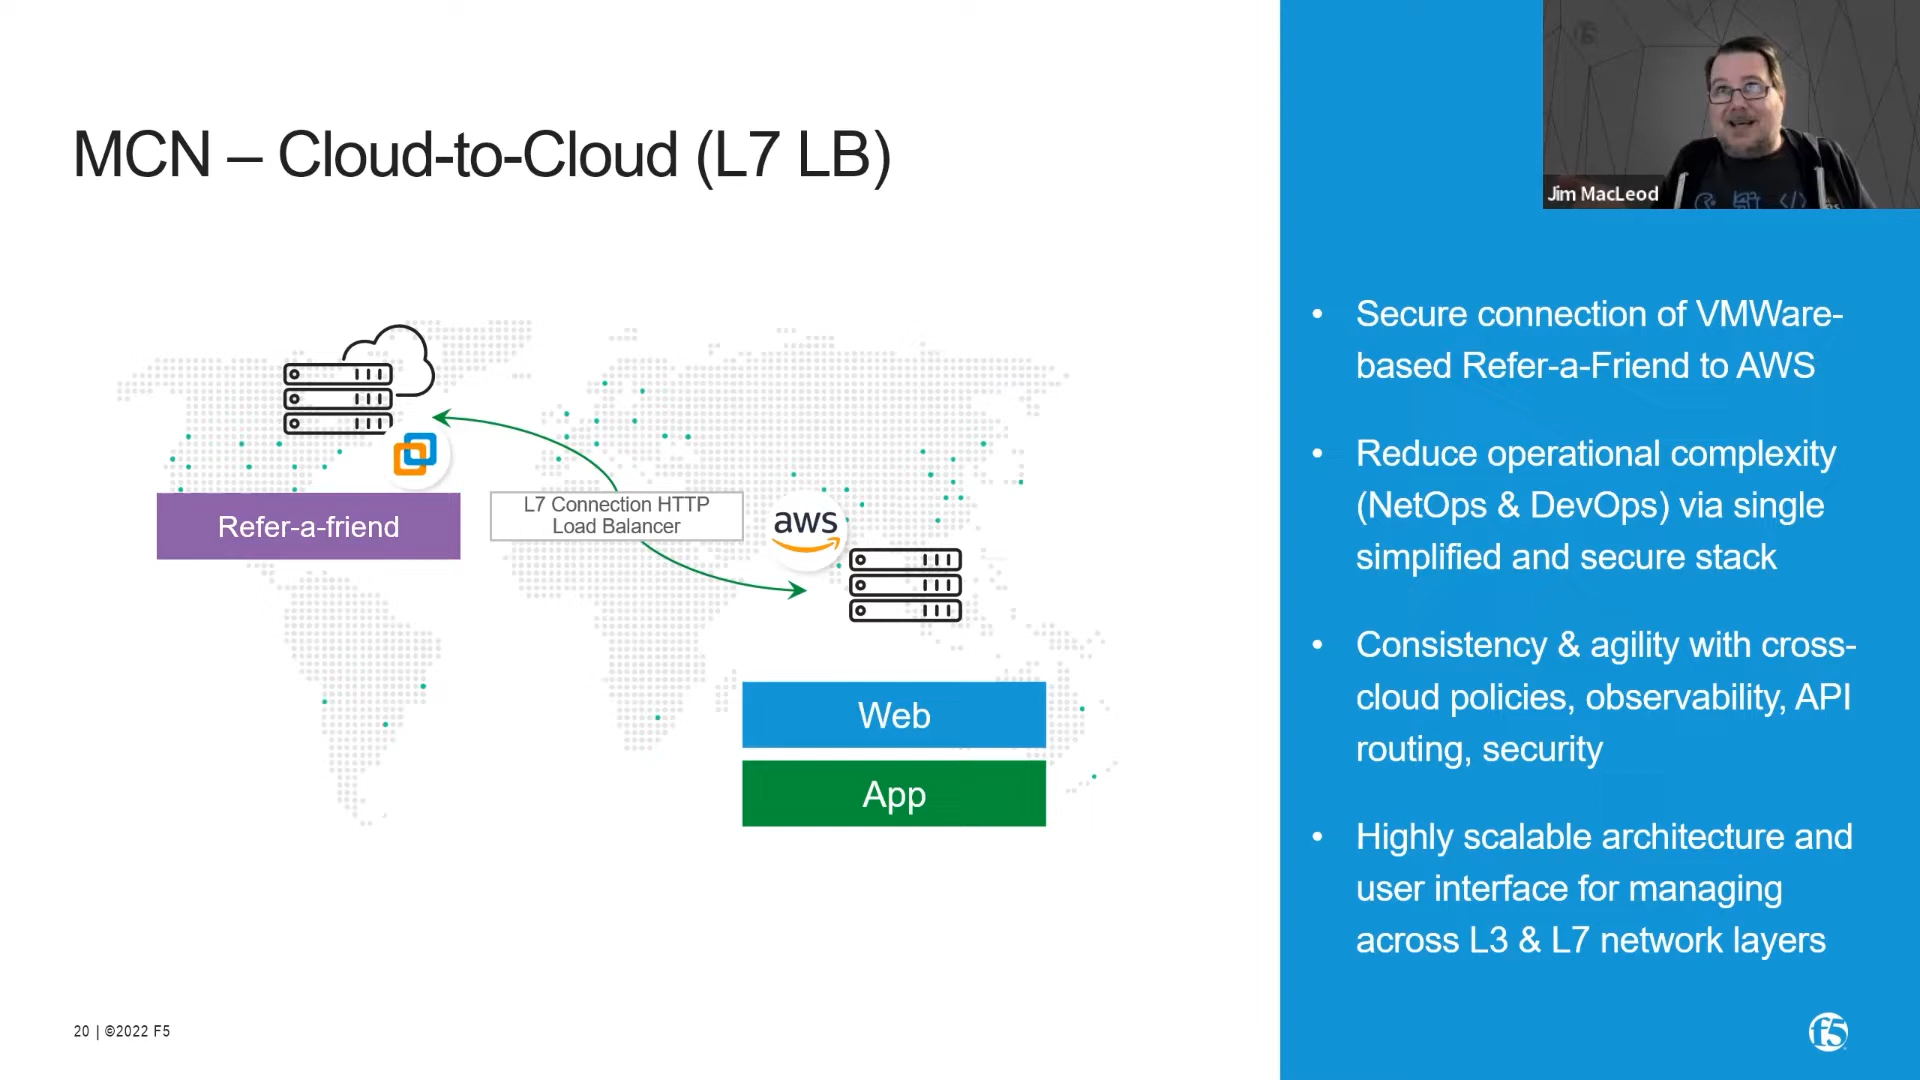 MCN – Cloud-to-Cloud (L7 LB)
Jim MacLeod
Refer-a-friend
L7 Connection HTTP
Load Balancer
aws
Web
App
• Secure connection of VMWare-
based Refer-a-Friend to AWS
• Reduce operational complexity
(NetOps & DevOps) via single
simplified and secure stack
• Consistency & agility with cross-
cloud policies, observability, API
routing, security
• Highly scalable architecture and
user interface for managing
across L3 & L7 network layers
20 | ©2022 F5
f5